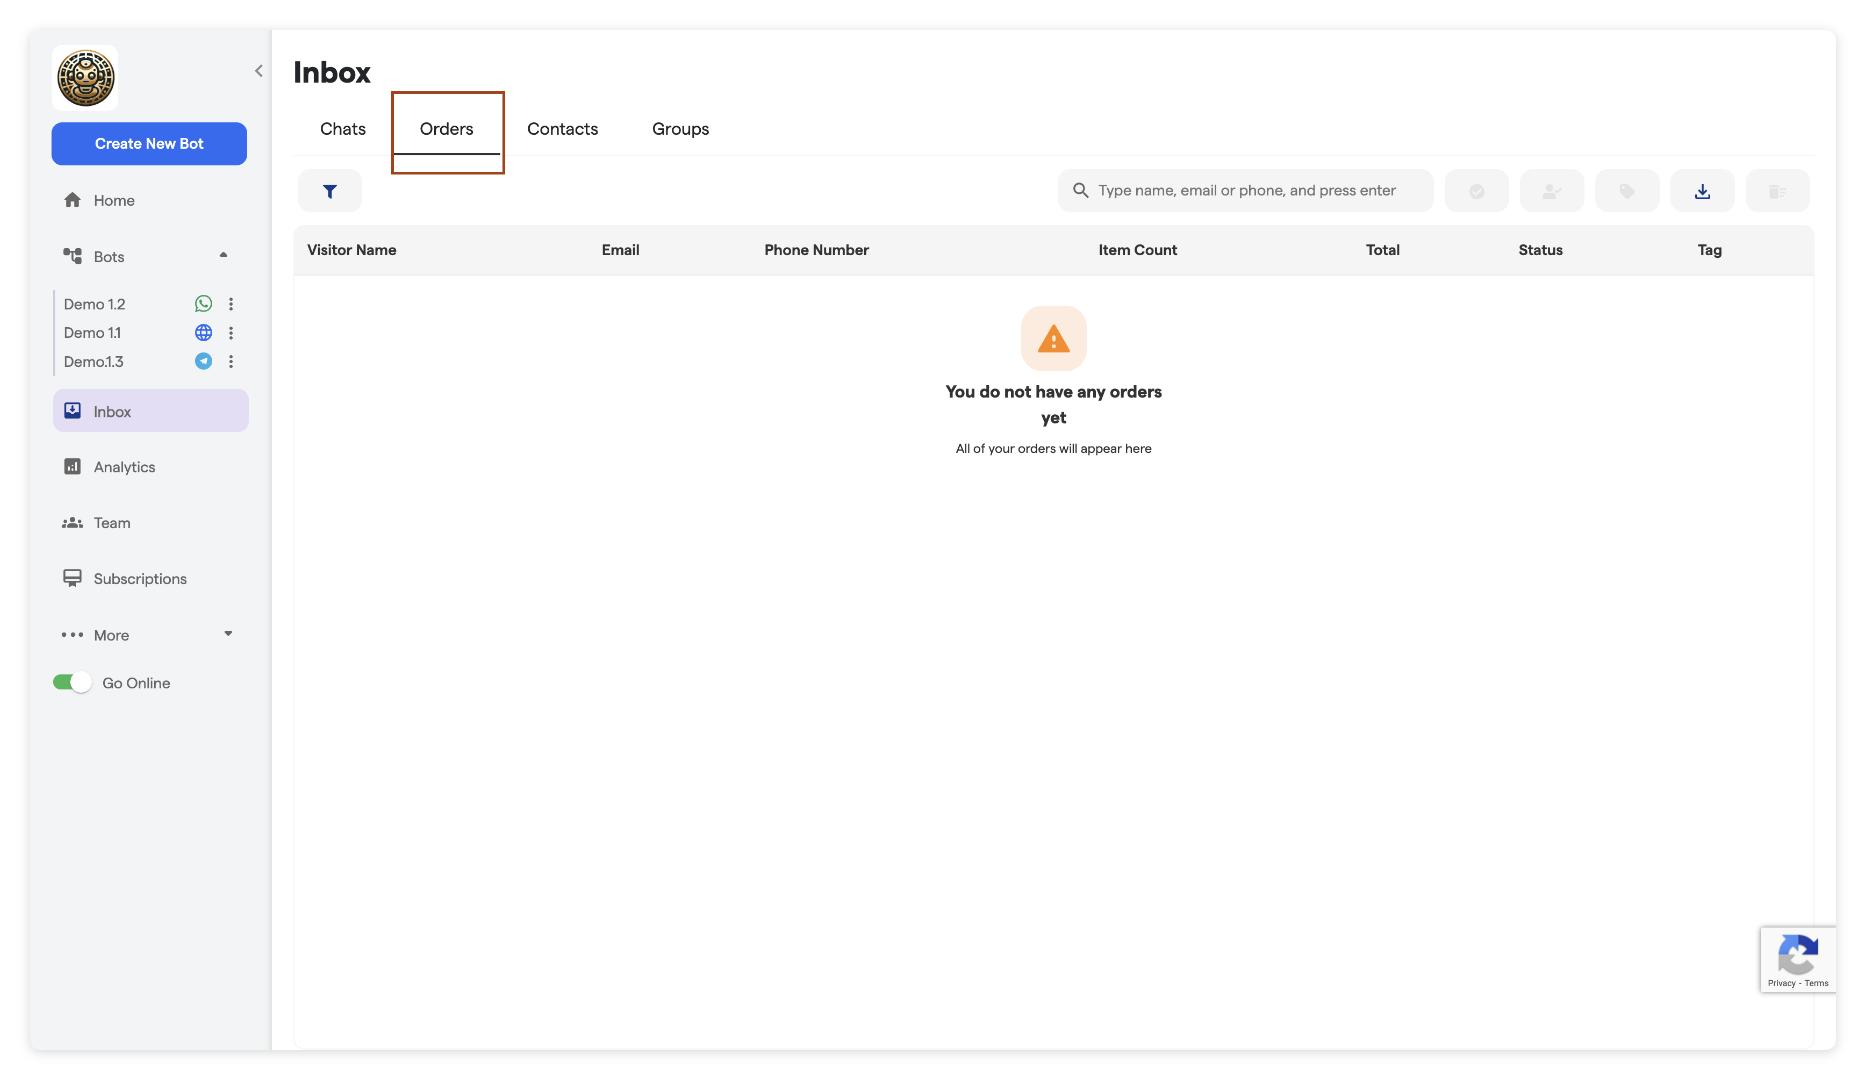 Create New Bot
Home
Bots
Demo 1.2
Demo 1.1
Demo.1.3
Inbox
Analytics
Team
Subscriptions
More
Go Online
Inbox
Chats
Orders
Contacts
Groups
Type name, email or phone, and press enter
Visitor Name
Email
Phone Number
Item Count
Total
Status
Tag
You do not have any orders
yet
All of your orders will appear here
Privacy - Terms